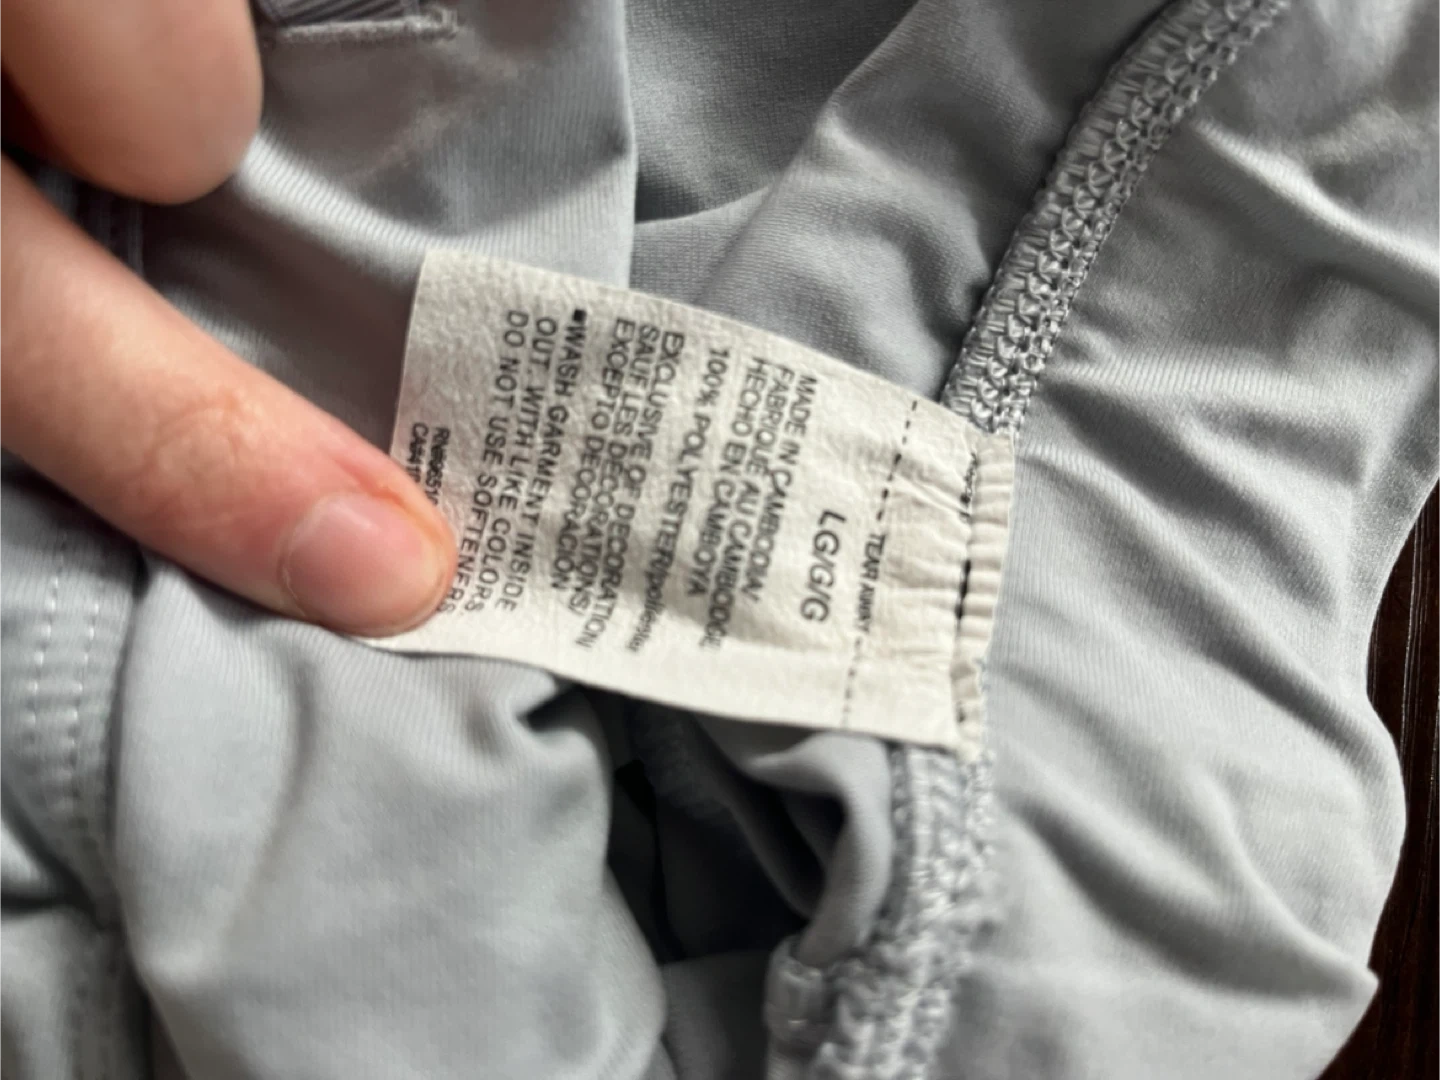 TEAR AWAY
LG/G/G
MADE IN CAMBODIA/
FABRIQUÉ AU CAMBODGE
HECHO EN CAMBOYA
100% POLYESTER/poliéster
EXCLUSIVE OF DECORATION
SAUF LES DÉCORATIONS/
EXCEPTO DECORACIÓN
WASH GARMENT INSIDE
OUT, WITH LIKE COLORS
DO NOT USE SOFTENERS